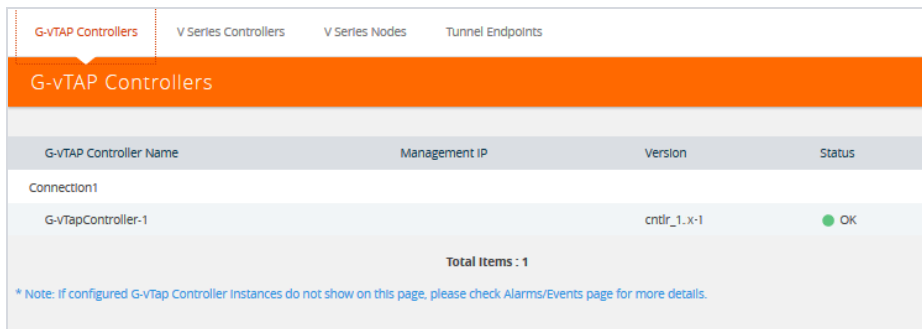 G-vTAP Controllers V Series Controllers V Series Nodes Tunnel Endpoints
G-vTAP Controllers
G-vTAP Controller Name Management IP Version Status
Connection1
G-vTapController-1 cntlr_1.x-1 OK
Total Items : 1
* Note: If configured G-vTap Controller Instances do not show on this page, please check Alarms/Events page for more details.